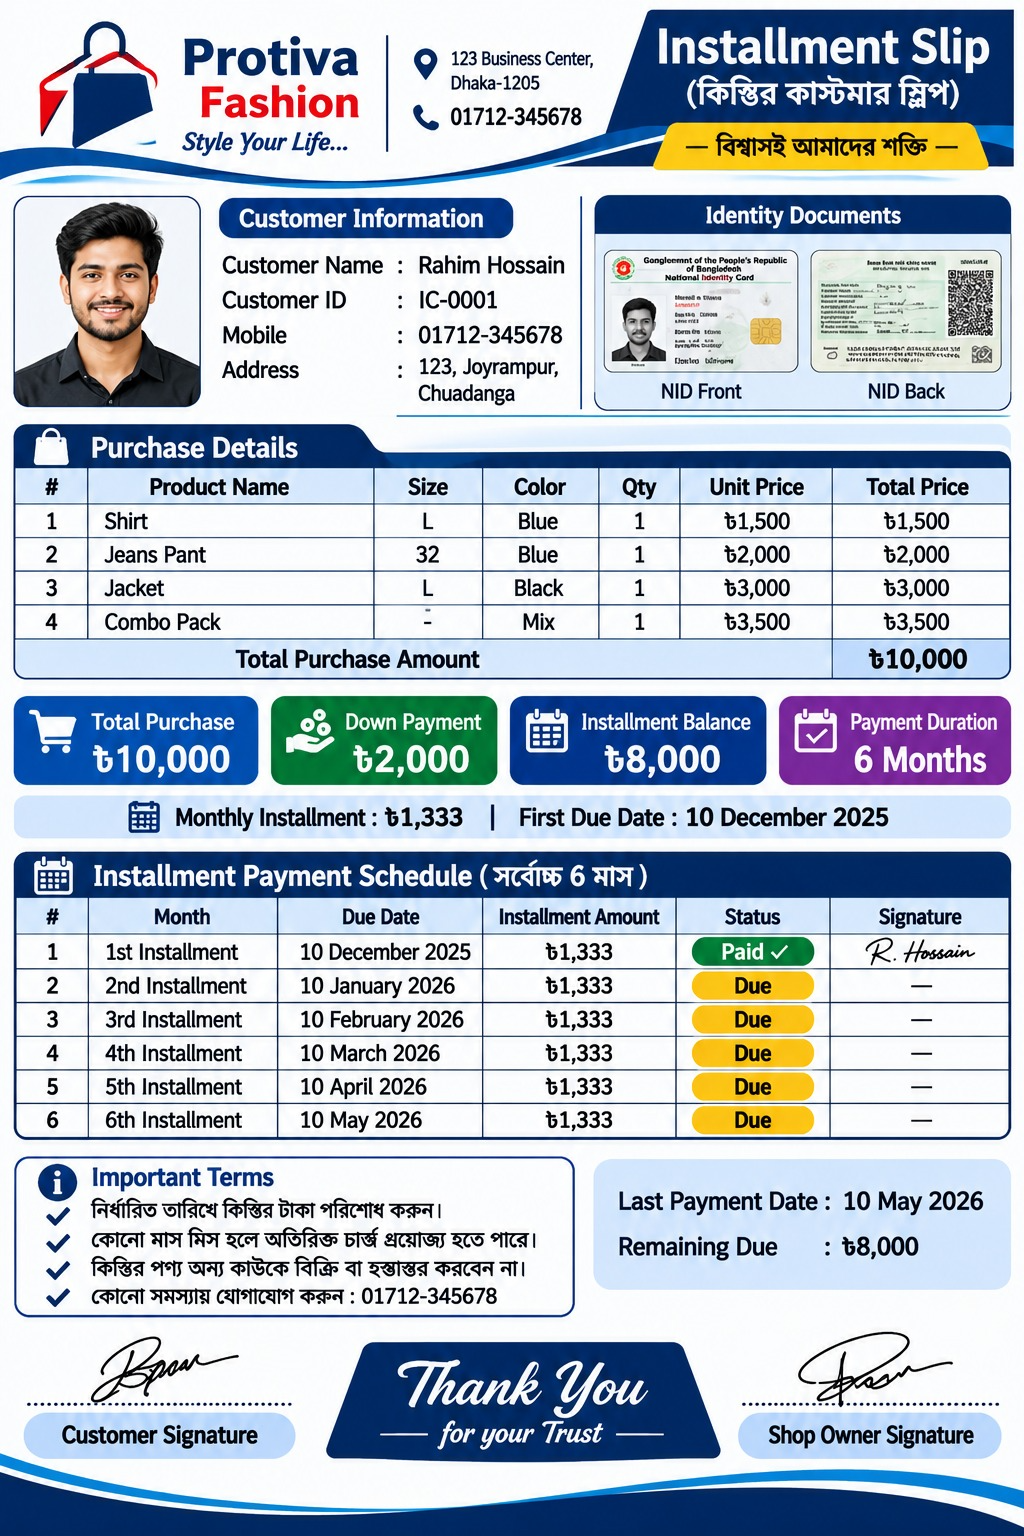 Protiva
Fashion
Style Your Life...
123 Business Center,
Dhaka-1205
01712-345678
Installment Slip
(কিস্তির কাস্টমার স্লিপ)
— বিশ্বাসই আমাদের শক্তি —
Customer Information
Customer Name : Rahim Hossain
Customer ID : IC-0001
Mobile : 01712-345678
Address : 123, Joyrampur,
Chuadanga
Identity Documents
of Bangledech
National Identity Card
NID Front
NID Back
Purchase Details
# Product Name Size Color Qty Unit Price Total Price
1 Shirt L Blue 1 ৳1,500 ৳1,500
2 Jeans Pant 32 Blue 1 ৳2,000 ৳2,000
3 Jacket L Black 1 ৳3,000 ৳3,000
4 Combo Pack - Mix 1 ৳3,500 ৳3,500
Total Purchase Amount ৳10,000
Total Purchase
৳10,000
Down Payment
৳2,000
Installment Balance
৳8,000
Payment Duration
6 Months
Monthly Installment : ৳1,333 | First Due Date : 10 December 2025
Installment Payment Schedule ( সর্বোচ্চ 6 মাস )
# Month Due Date Installment Amount Status Signature
1 1st Installment 10 December 2025 ৳1,333 Paid ✓ R. Hossain
2 2nd Installment 10 January 2026 ৳1,333 Due —
3 3rd Installment 10 February 2026 ৳1,333 Due —
4 4th Installment 10 March 2026 ৳1,333 Due —
5 5th Installment 10 April 2026 ৳1,333 Due —
6 6th Installment 10 May 2026 ৳1,333 Due —
Important Terms
নির্ধারিত তারিখে কিস্তির টাকা পরিশোধ করুন।
কোনো মাস মিস হলে অতিরিক্ত চার্জ প্রয়োজ্য হতে পারে।
কিস্তির পণ্য অন্য কাউকে বিক্রি বা হস্তান্তর করবেন না।
কোনো সমস্যায় যোগাযোগ করুন : 01712-345678
Last Payment Date : 10 May 2026
Remaining Due : ৳8,000
Customer Signature
Thank You
— for your Trust —
Shop Owner Signature